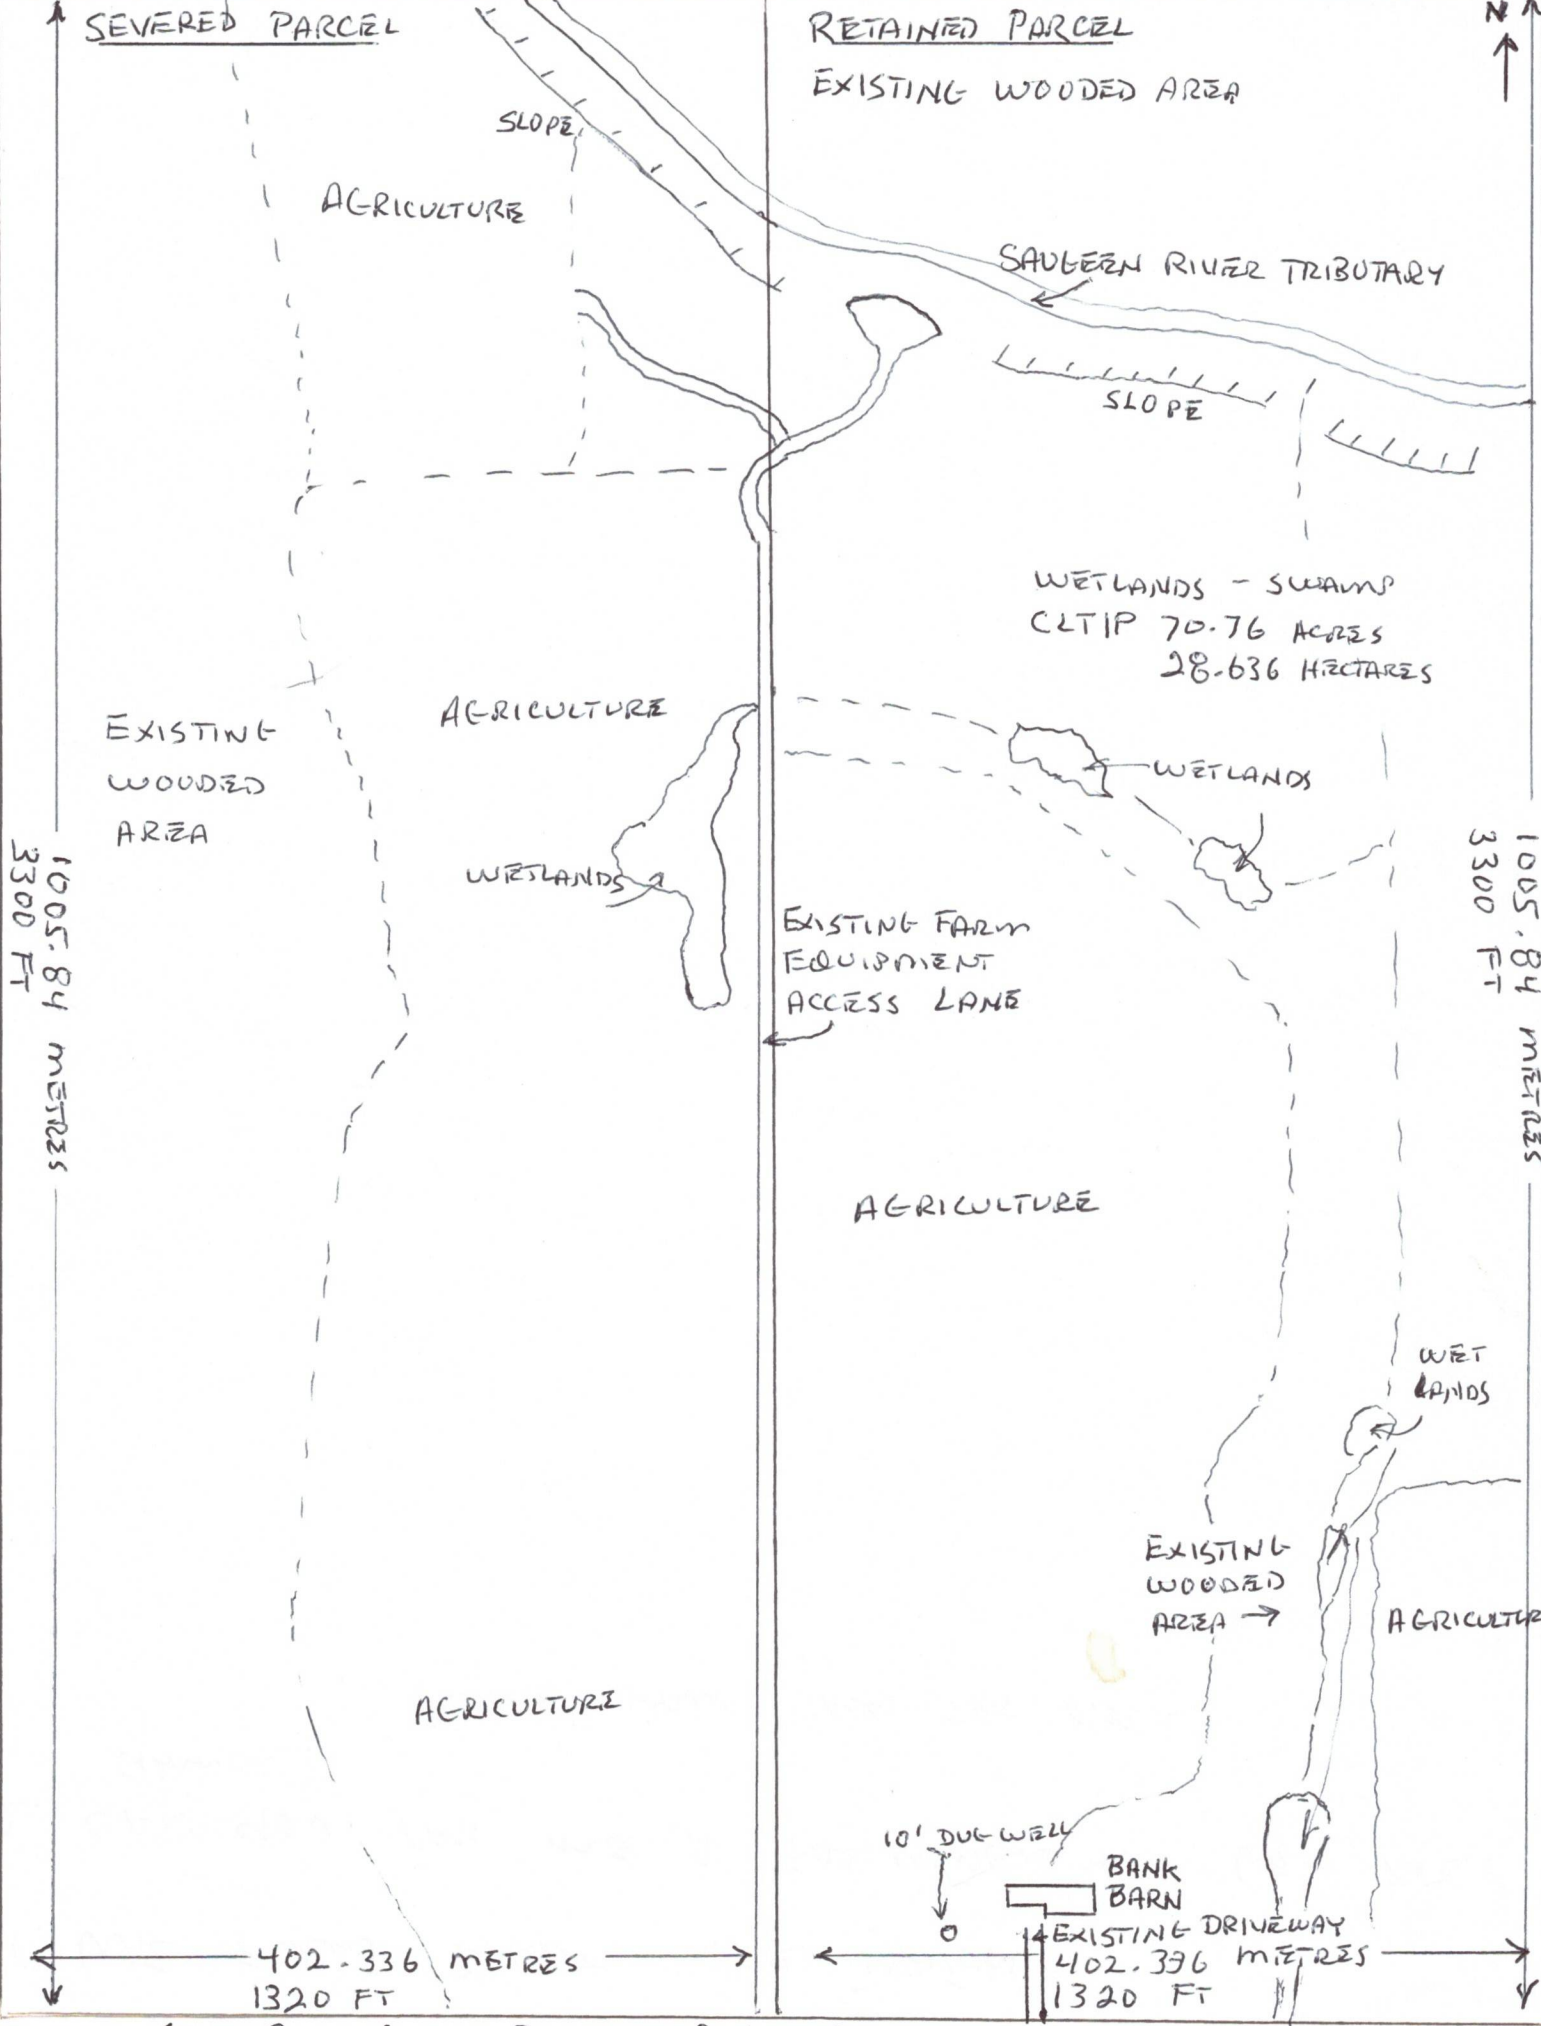 SEVERED PARCEL
RETAINED PARCEL
EXISTING WOODED AREA
N
SLOPE
AGRICULTURE
SAUGEEN RIVER TRIBUTARY
SLOPE
WETLANDS - SWAMP
CLTIP 70.76 ACRES
28.636 HECTARES
AGRICULTURE
EXISTING
WOODED
AREA
WETLANDS
WETLANDS
1005.84 METRES
3300 FT
1005.84 METRES
3300 FT
EXISTING FARM
EQUIPMENT
ACCESS LANE
AGRICULTURE
WET
LANDS
EXISTING
WOODED
AREA
AGRICULTUR
AGRICULTURE
10' DUG WELL
BANK
BARN
EXISTING DRIVEWAY
402.336 METRES
1320 FT
402.336 METRES
1320 FT